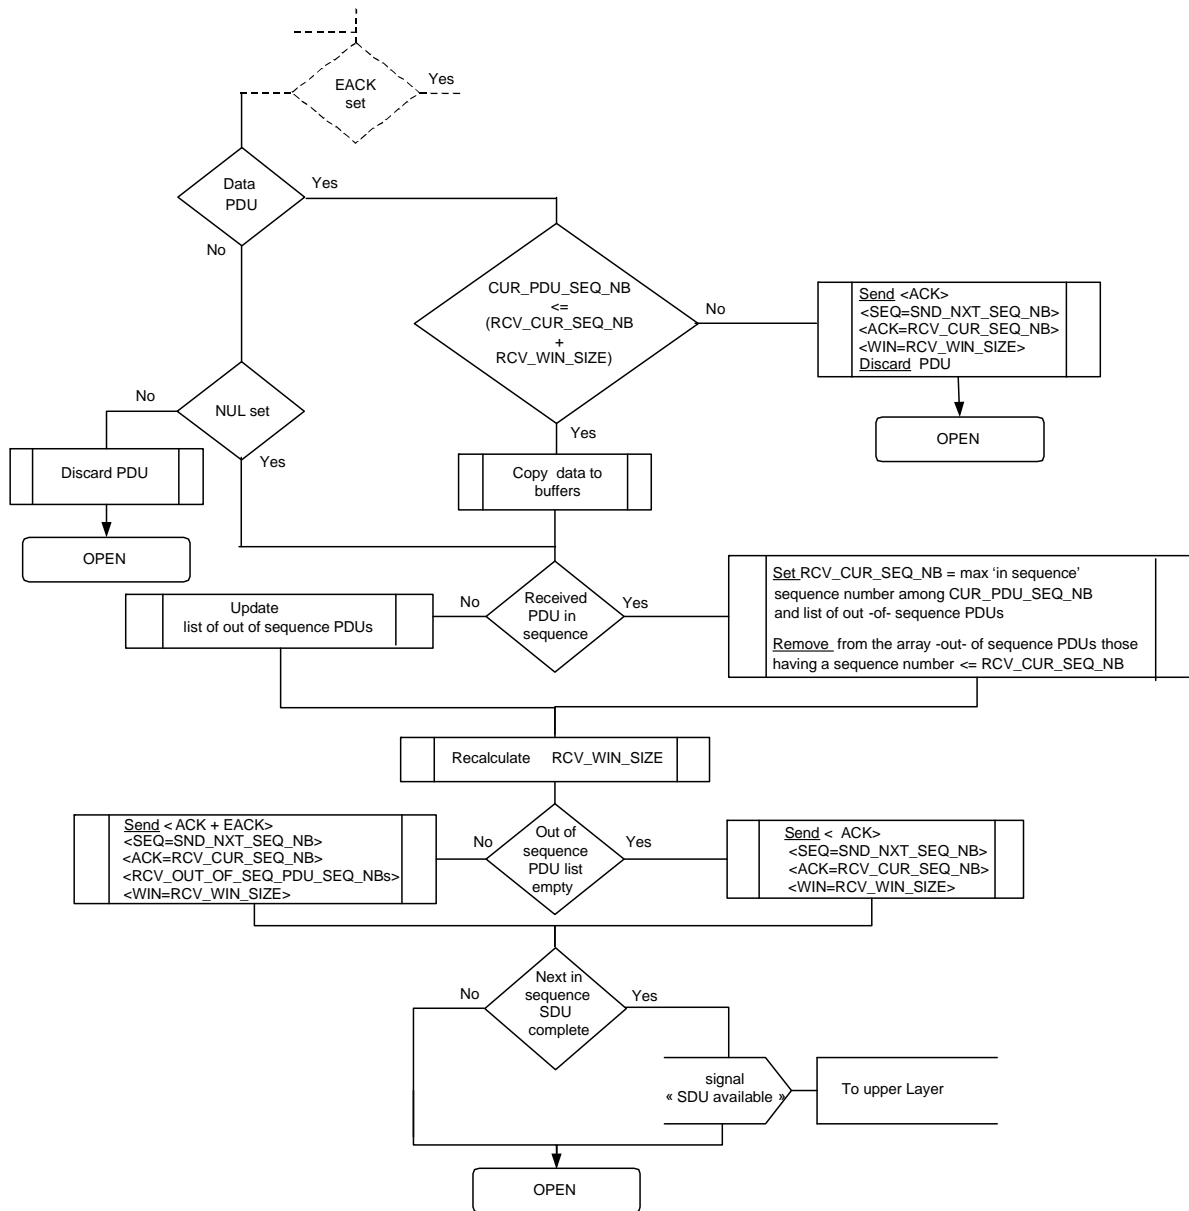 EACK
set
Yes
Data
PDU
Yes
No
CUR_PDU_SEQ_NB
<=
(RCV_CUR_SEQ_NB
+
RCV_WIN_SIZE)
No
Send <ACK>
<SEQ=SND_NXT_SEQ_NB>
<ACK=RCV_CUR_SEQ_NB>
<WIN=RCV_WIN_SIZE>
Discard PDU
OPEN
Yes
No
NUL set
Yes
Discard PDU
OPEN
Copy data to
buffers
Received
PDU in
sequence
No
Yes
Update
list of out of sequence PDUs
Set RCV_CUR_SEQ_NB = max ‘in sequence’
sequence number among CUR_PDU_SEQ_NB
and list of out -of- sequence PDUs
Remove from the array -out- of sequence PDUs those
having a sequence number <= RCV_CUR_SEQ_NB
Recalculate RCV_WIN_SIZE
Send < ACK + EACK>
<SEQ=SND_NXT_SEQ_NB>
<ACK=RCV_CUR_SEQ_NB>
<RCV_OUT_OF_SEQ_PDU_SEQ_NBs>
<WIN=RCV_WIN_SIZE>
No
Out of
sequence
PDU list
empty
Yes
Send < ACK>
<SEQ=SND_NXT_SEQ_NB>
<ACK=RCV_CUR_SEQ_NB>
<WIN=RCV_WIN_SIZE>
No
Next in
sequence
SDU
complete
Yes
signal
« SDU available »
To upper Layer
OPEN